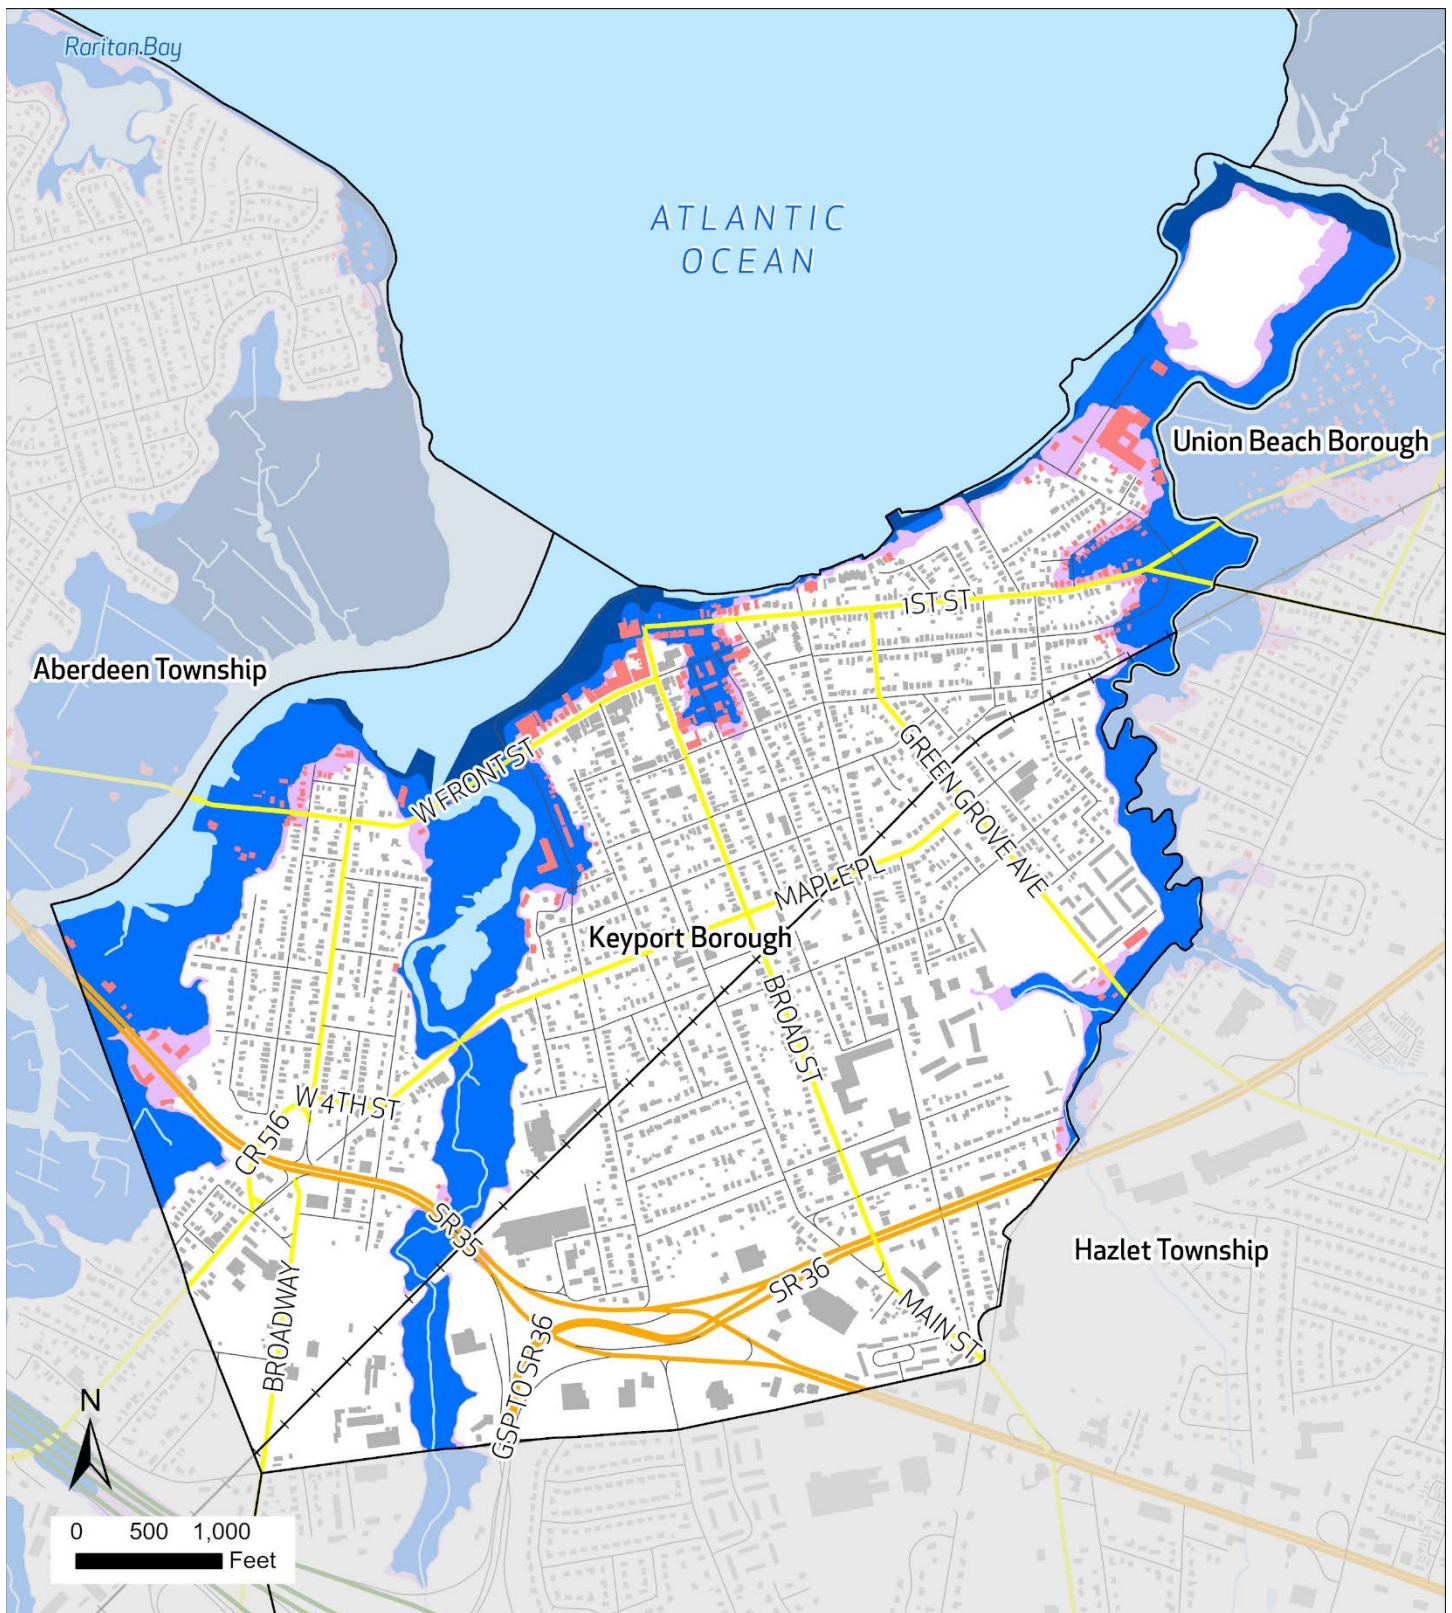 Raritan Bay
ATLANTIC
OCEAN
Union Beach Borough
1ST ST
Aberdeen Township
W FRONT ST
GREEN GROVE AVE
MAPLE PL
Keyport Borough
BROAD ST
W 4TH ST
CR 516
SR 35
Hazlet Township
SR 36
BROADWAY
MAIN ST
GSP TO SR 36
N
0 500 1,000
Feet